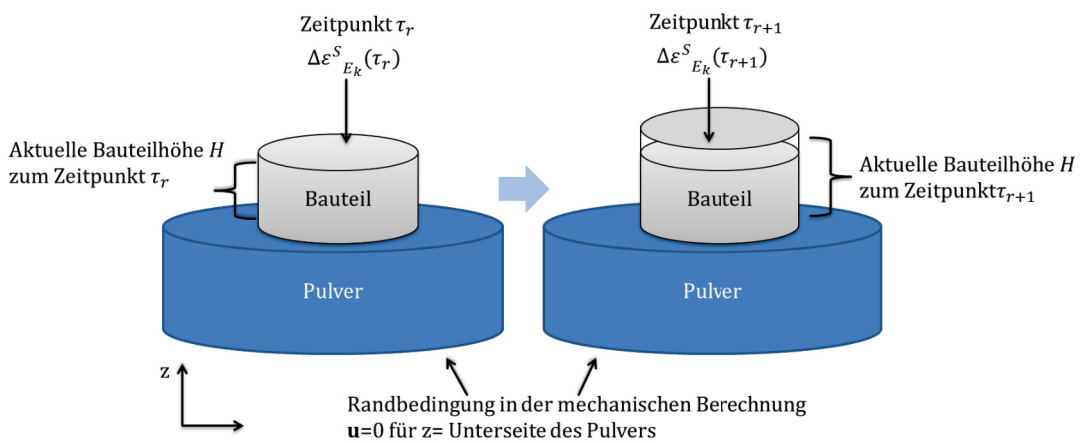 Zeitpunkt τ_r
Δε^S_{E_k}(τ_r)
Aktuelle Bauteilhöhe H
zum Zeitpunkt τ_r
Bauteil
Pulver
Zeitpunkt τ_{r+1}
Δε^S_{E_k}(τ_{r+1})
Aktuelle Bauteilhöhe H
zum Zeitpunktτ_{r+1}
Bauteil
Pulver
z
Randbedingung in der mechanischen Berechnung
u=0 für z= Unterseite des Pulvers